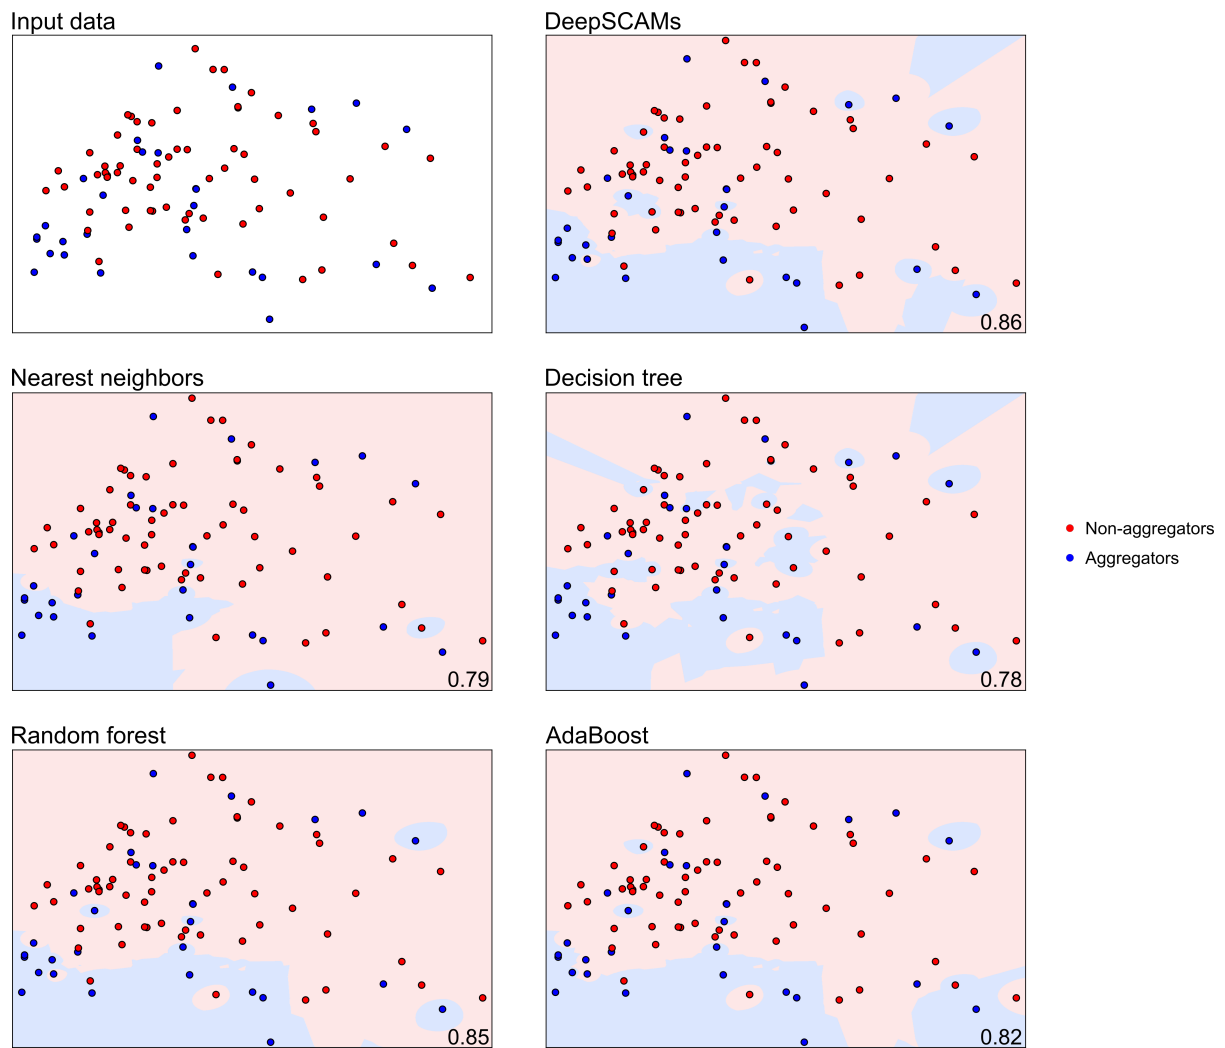 Input data
DeepSCAMs
0.86
Nearest neighbors
Decision tree
0.79
0.78
Non-aggregators
Aggregators
Random forest
AdaBoost
0.85
0.82